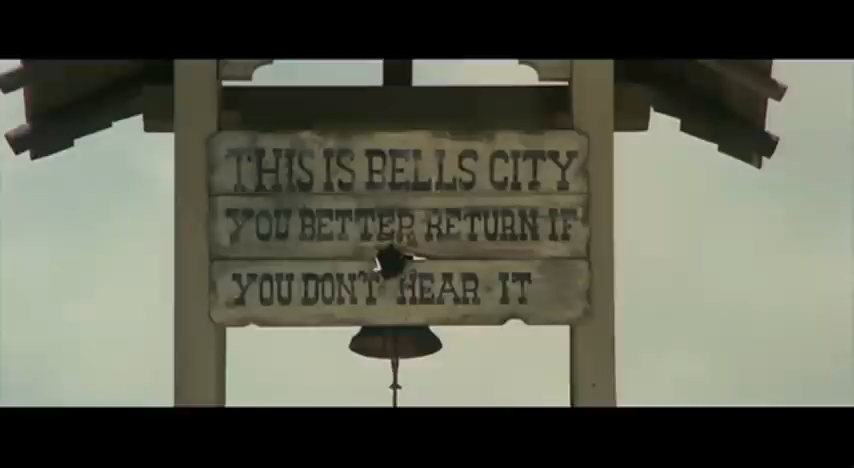 THIS IS BELLS CITY
YOU BETTER RETURN IF
YOU DON'T HEAR IT